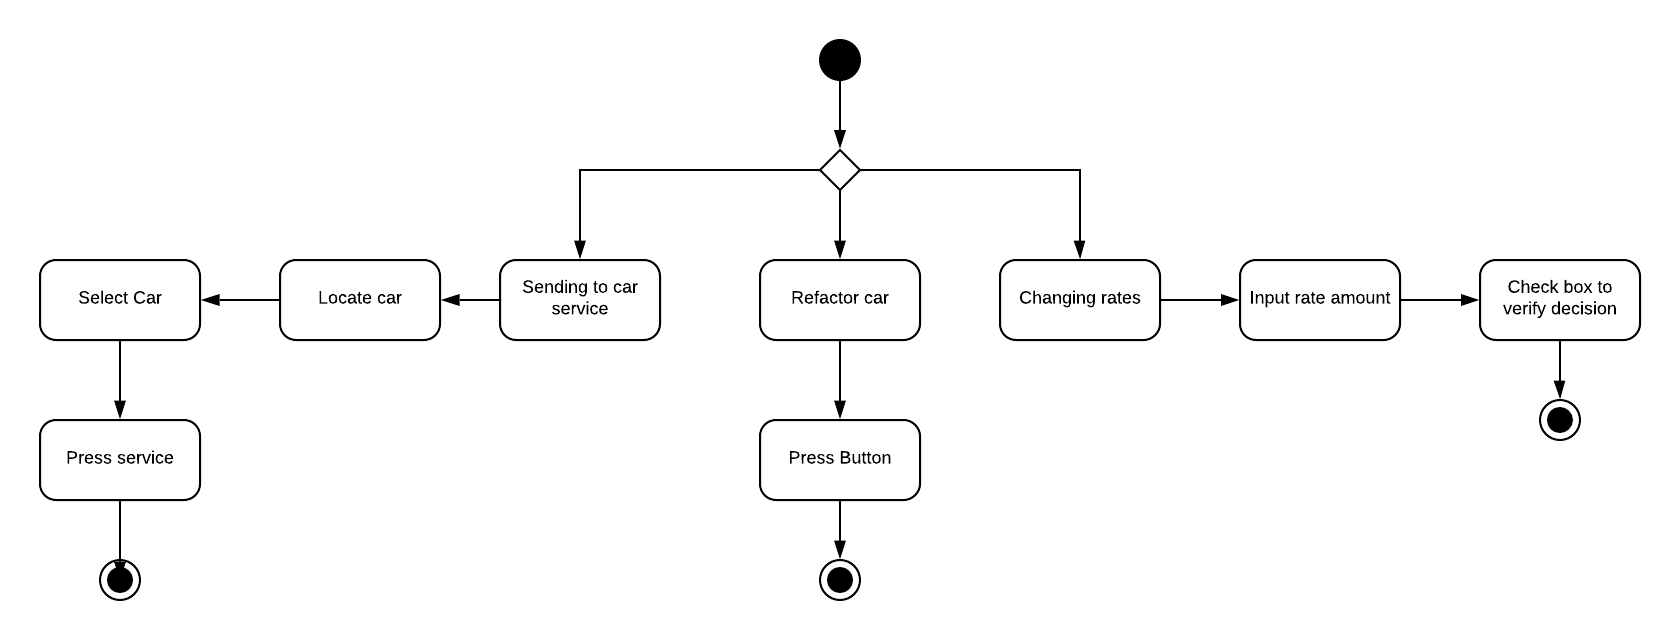 Select Car
Locate car
Sending to car
service
Refactor car
Changing rates
Input rate amount
Check box to
verify decision
Press service
Press Button